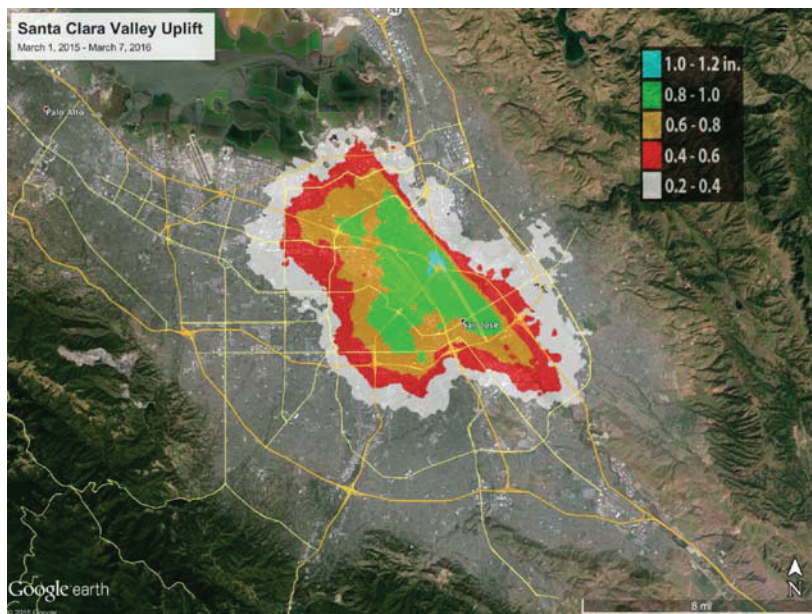 Santa Clara Valley Uplift
March 1, 2015 - March 7, 2016
1.0 - 1.2 in.
0.8 - 1.0
0.6 - 0.8
0.4 - 0.6
0.2 - 0.4
Palo Alto
San Jose
Google earth
N
8 mi